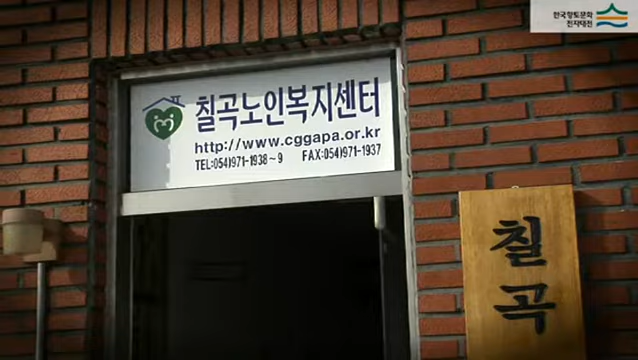 한국향토문화
전자대전
칠곡노인복지센터
http://www.cggapa.or.kr
TEL:054)971-1938~9 FAX:054)971-1937
칠
곡